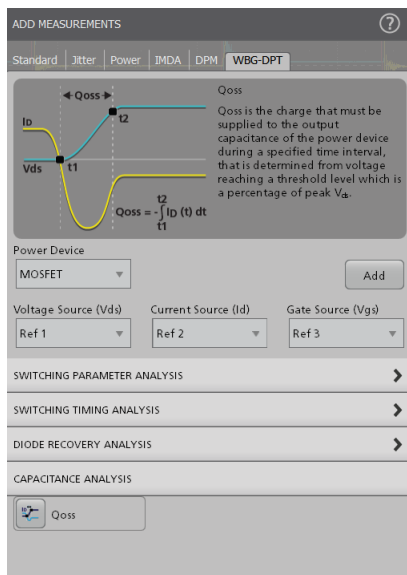 ADD MEASUREMENTS
?
Standard Jitter Power IMDA DPM WBG-DPT
Qoss
ID
t2
Vds
t1
t2
Qoss = -∫ID (t) dt
t1
Qoss
Qoss is the charge that must be
supplied to the output
capacitance of the power device
during a specified time interval,
that is determined from voltage
reaching a threshold level which is
a percentage of peak Vds.
Power Device
MOSFET
Add
Voltage Source (Vds) Current Source (Id) Gate Source (Vgs)
Ref 1 Ref 2 Ref 3
SWITCHING PARAMETER ANALYSIS
SWITCHING TIMING ANALYSIS
DIODE RECOVERY ANALYSIS
CAPACITANCE ANALYSIS
Qoss